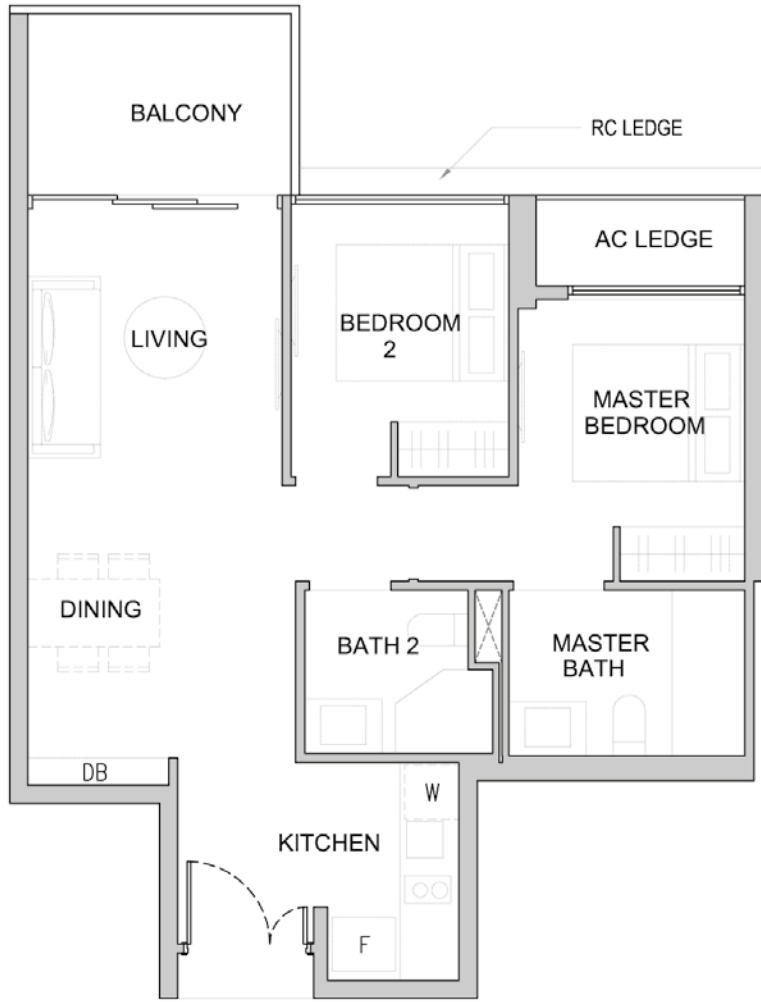 BALCONY
RC LEDGE
AC LEDGE
LIVING
BEDROOM
2
MASTER
BEDROOM
DINING
BATH 2
MASTER
BATH
DB
W
KITCHEN
F